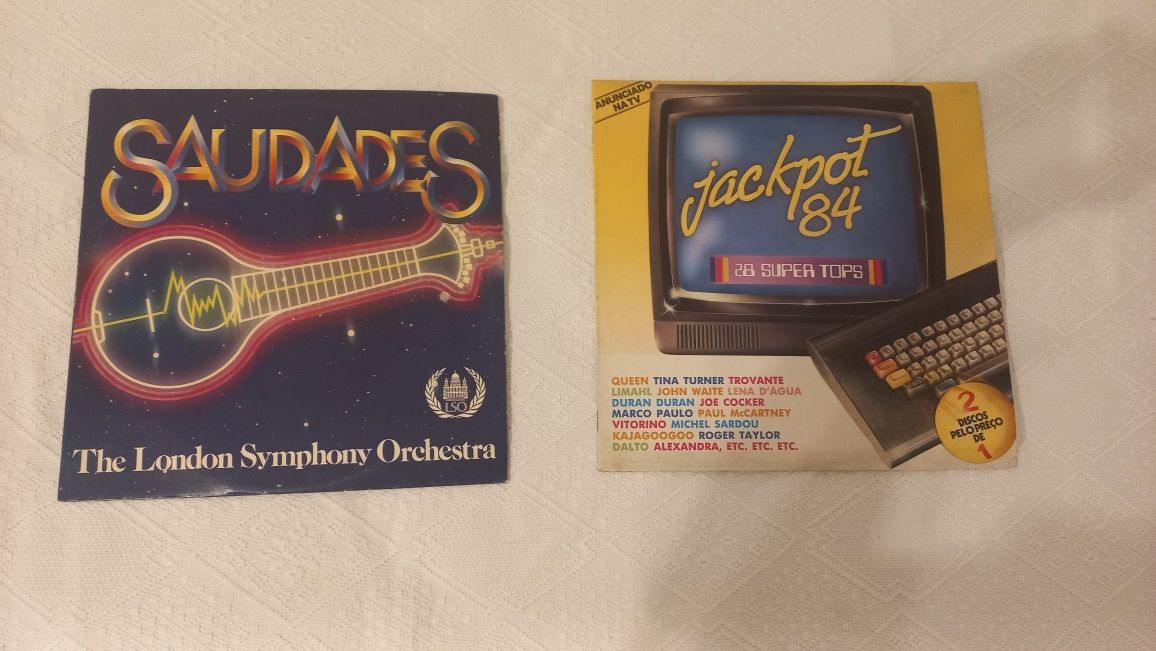 SAUDADES
LSO
The London Symphony Orchestra
ANUNCIADO
NA TV
jackpot
84
28 SUPER TOPS
QUEEN TINA TURNER TROVANTE
LIMAHL JOHN WAITE LENA D'ÁGUA
DURAN DURAN JOE COCKER
MARCO PAULO PAUL McCARTNEY
VITORINO MICHEL SARDOU
KAJAGOOGOO ROGER TAYLOR
DALTO ALEXANDRA, ETC. ETC. ETC.
2
DISCOS
PELO PREÇO
DE
1